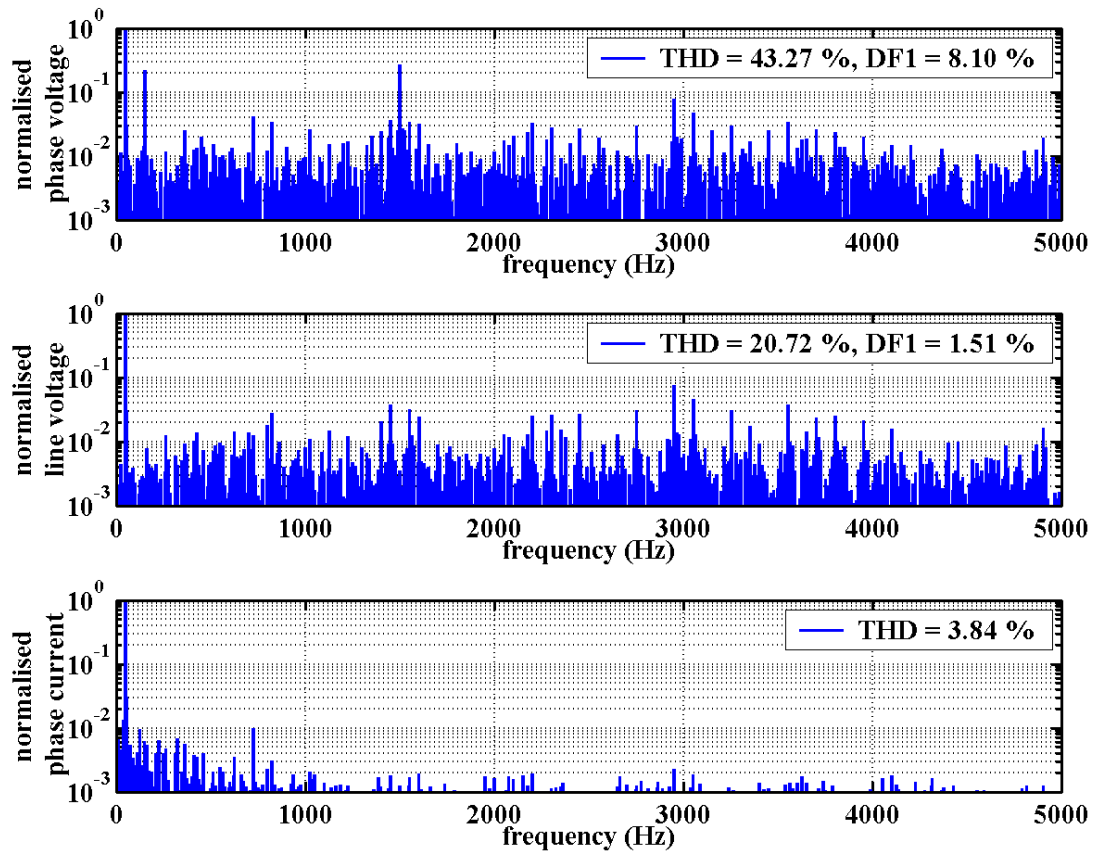 normalised
phase voltage
10^0
10^-1
10^-2
10^-3
THD = 43.27 %, DF1 = 8.10 %
0 1000 2000 3000 4000 5000
frequency (Hz)
normalised
line voltage
10^0
10^-1
10^-2
10^-3
THD = 20.72 %, DF1 = 1.51 %
0 1000 2000 3000 4000 5000
frequency (Hz)
normalised
phase current
10^0
10^-1
10^-2
10^-3
THD = 3.84 %
0 1000 2000 3000 4000 5000
frequency (Hz)